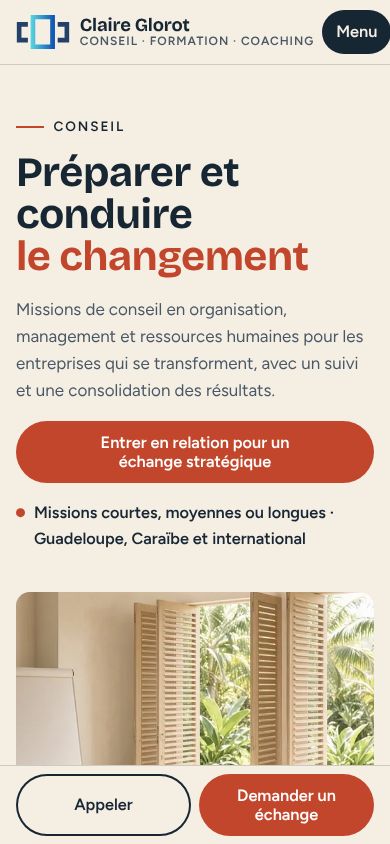 Claire Glorot
CONSEIL · FORMATION · COACHING
Menu
CONSEIL
Préparer et
conduire
le changement
Missions de conseil en organisation,
management et ressources humaines pour les
entreprises qui se transforment, avec un suivi
et une consolidation des résultats.
Entrer en relation pour un
échange stratégique
Missions courtes, moyennes ou longues ·
Guadeloupe, Caraïbe et international
Appeler
Demander un
échange